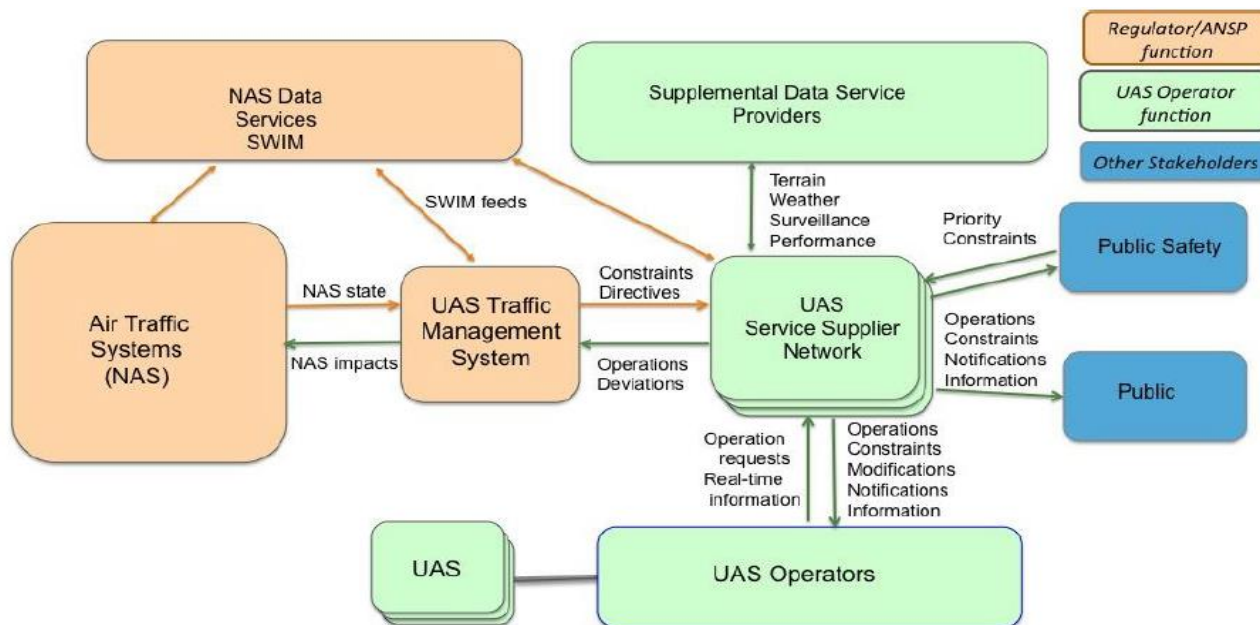 Regulator/ANSP
function
UAS Operator
function
Other Stakeholders
NAS Data
Services
SWIM
Supplemental Data Service
Providers
SWIM feeds
Terrain
Weather
Surveillance
Performance
Priority
Constraints
Public Safety
Air Traffic
Systems
(NAS)
NAS state
NAS impacts
UAS Traffic
Management
System
Constraints
Directives
Operations
Deviations
UAS
Service Supplier
Network
Operations
Constraints
Notifications
Information
Public
Operation
requests
Real-time
information
Operations
Constraints
Modifications
Notifications
Information
UAS
UAS Operators